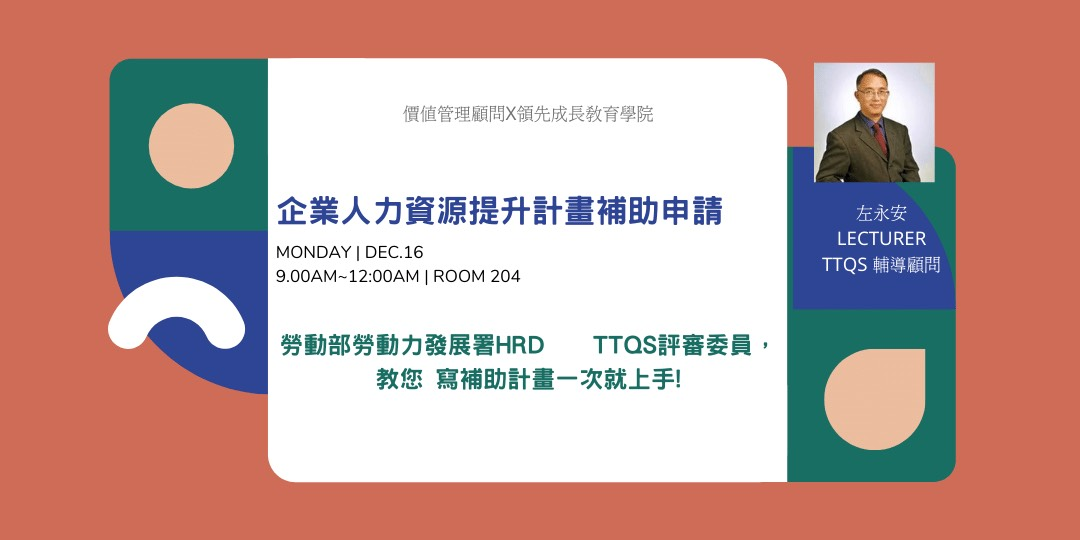 價值管理顧問X領先成長教育學院
企業人力資源提升計畫補助申請
MONDAY | DEC.16
9.00AM~12:00AM | ROOM 204
勞動部勞動力發展署HRD TTQS評審委員，
教您 寫補助計畫一次就上手!
左永安
LECTURER
TTQS 輔導顧問